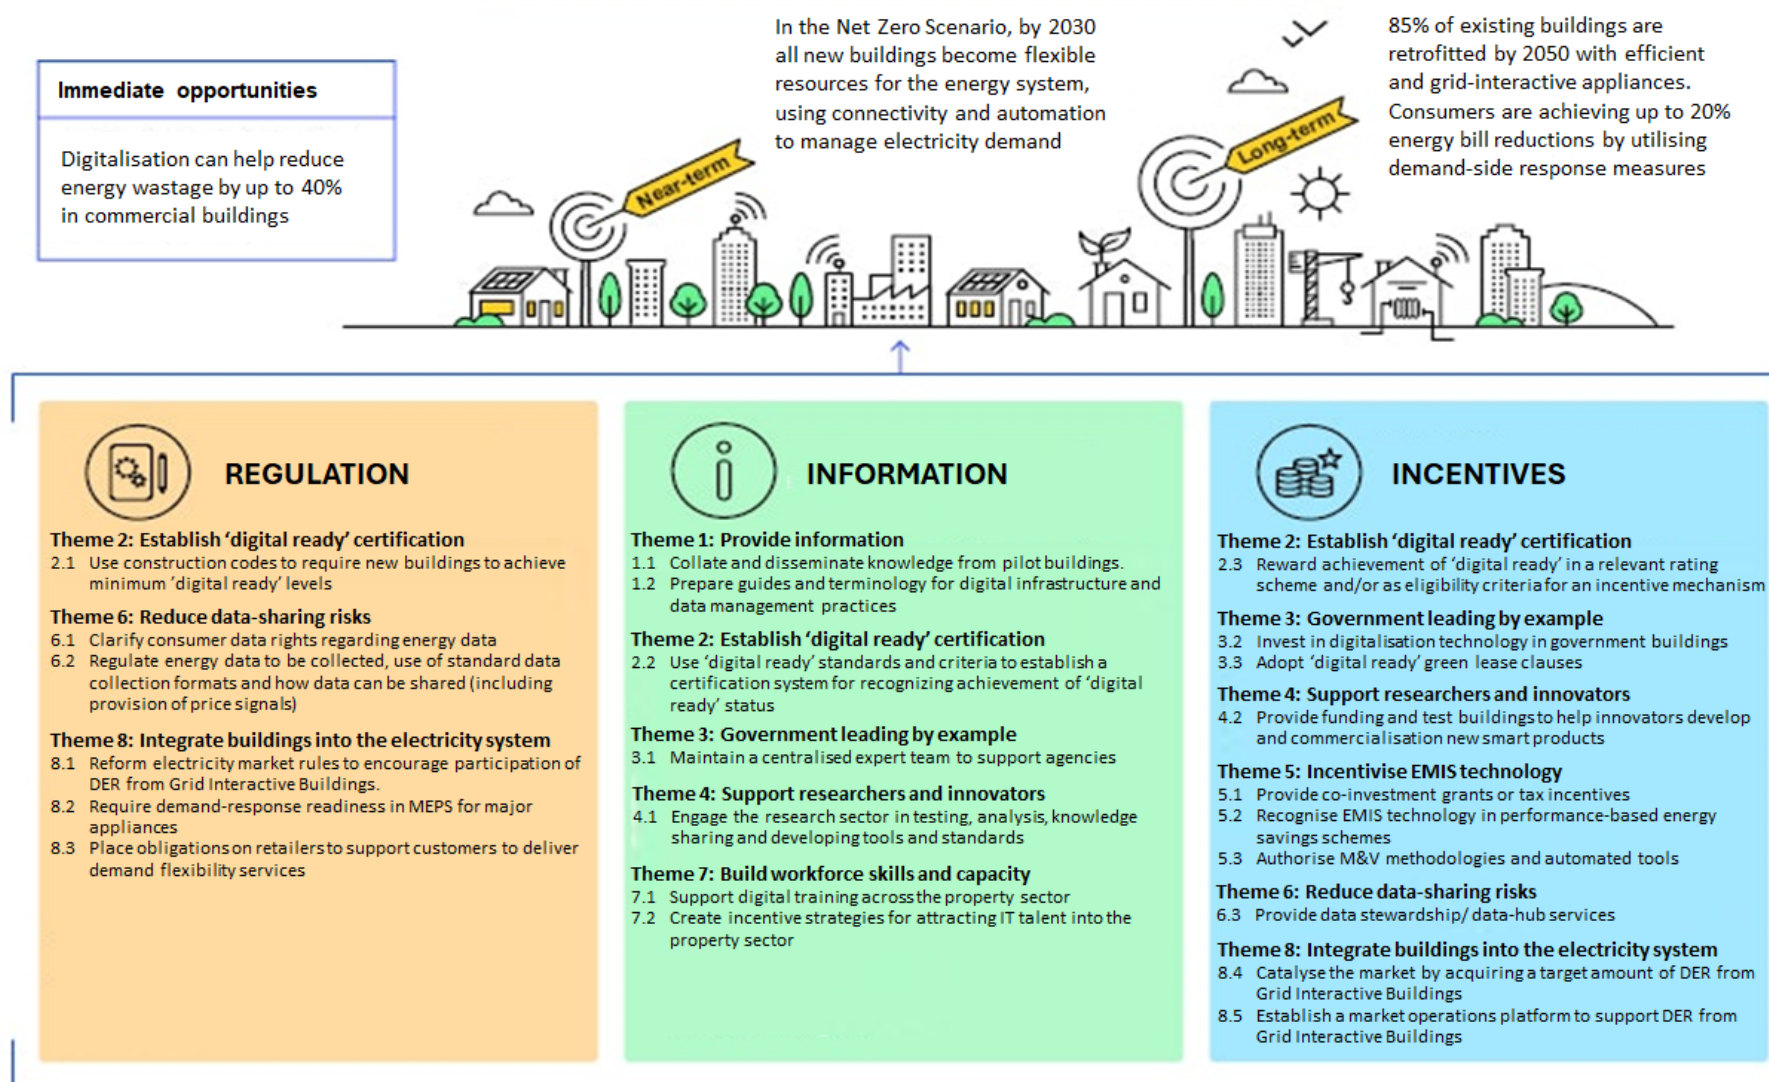 Immediate opportunities
Digitalisation can help reduce
energy wastage by up to 40%
in commercial buildings
In the Net Zero Scenario, by 2030
all new buildings become flexible
resources for the energy system,
using connectivity and automation
to manage electricity demand
85% of existing buildings are
retrofitted by 2050 with efficient
and grid-interactive appliances.
Consumers are achieving up to 20%
energy bill reductions by utilising
demand-side response measures
Near-term
Long-term
REGULATION
Theme 2: Establish ‘digital ready’ certification
2.1 Use construction codes to require new buildings to achieve
minimum ‘digital ready’ levels
Theme 6: Reduce data-sharing risks
6.1 Clarify consumer data rights regarding energy data
6.2 Regulate energy data to be collected, use of standard data
collection formats and how data can be shared (including
provision of price signals)
Theme 8: Integrate buildings into the electricity system
8.1 Reform electricity market rules to encourage participation of
DER from Grid Interactive Buildings.
8.2 Require demand-response readiness in MEPS for major
appliances
8.3 Place obligations on retailers to support customers to deliver
demand flexibility services
INFORMATION
Theme 1: Provide information
1.1 Collate and disseminate knowledge from pilot buildings.
1.2 Prepare guides and terminology for digital infrastructure and
data management practices
Theme 2: Establish ‘digital ready’ certification
2.2 Use ‘digital ready’ standards and criteria to establish a
certification system for recognizing achievement of ‘digital
ready’ status
Theme 3: Government leading by example
3.1 Maintain a centralised expert team to support agencies
Theme 4: Support researchers and innovators
4.1 Engage the research sector in testing, analysis, knowledge
sharing and developing tools and standards
Theme 7: Build workforce skills and capacity
7.1 Support digital training across the property sector
7.2 Create incentive strategies for attracting IT talent into the
property sector
INCENTIVES
Theme 2: Establish ‘digital ready’ certification
2.3 Reward achievement of ‘digital ready’ in a relevant rating
scheme and/or as eligibility criteria for an incentive mechanism
Theme 3: Government leading by example
3.2 Invest in digitalisation technology in government buildings
3.3 Adopt ‘digital ready’ green lease clauses
Theme 4: Support researchers and innovators
4.2 Provide funding and test buildings to help innovators develop
and commercialisation new smart products
Theme 5: Incentivise EMIS technology
5.1 Provide co-investment grants or tax incentives
5.2 Recognise EMIS technology in performance-based energy
savings schemes
5.3 Authorise M&V methodologies and automated tools
Theme 6: Reduce data-sharing risks
6.3 Provide data stewardship/ data-hub services
Theme 8: Integrate buildings into the electricity system
8.4 Catalyse the market by acquiring a target amount of DER from
Grid Interactive Buildings
8.5 Establish a market operations platform to support DER from
Grid Interactive Buildings